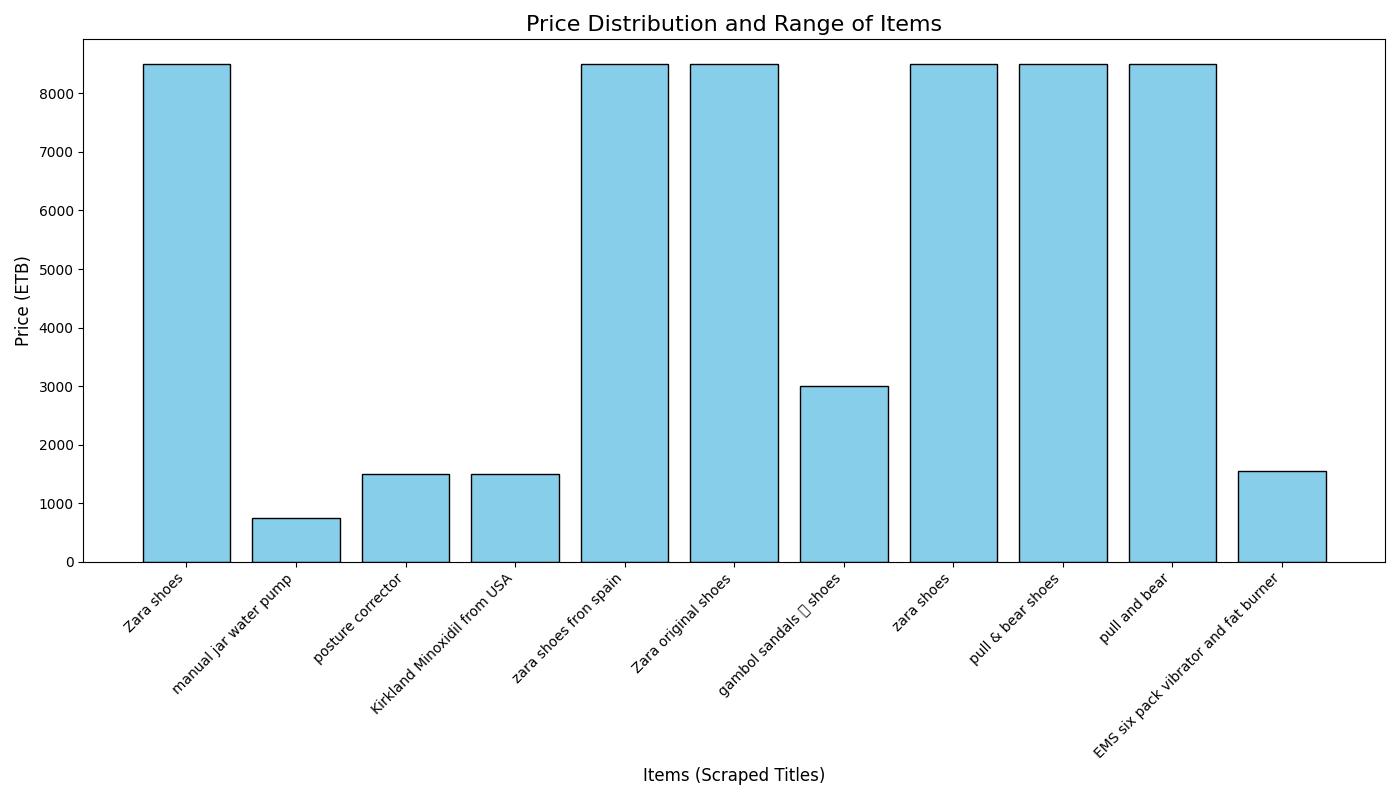 Price Distribution and Range of Items
Price (ETB)
8000
7000
6000
5000
4000
3000
2000
1000
0
Zara shoes
manual jar water pump
posture corrector
Kirkland Minoxidil from USA
zara shoes fron spain
Zara original shoes
gambol sandals ▯ shoes
zara shoes
pull & bear shoes
pull and bear
EMS six pack vibrator and fat burner
Items (Scraped Titles)